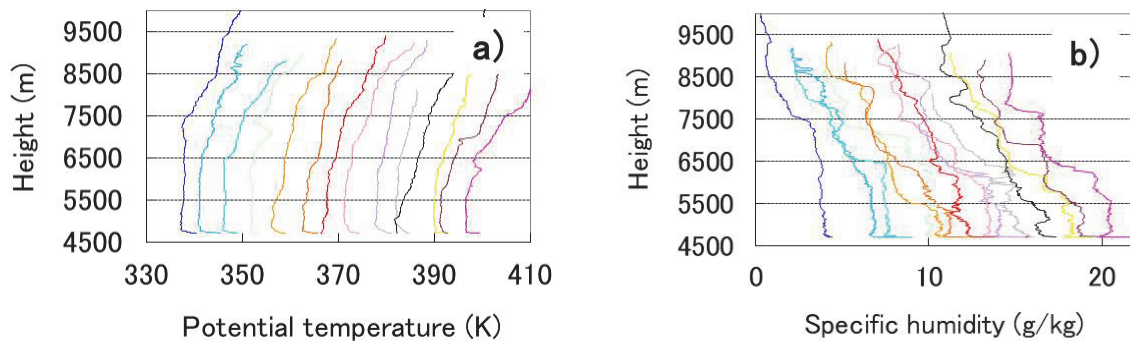 a)
Height (m)
9500
8500
7500
6500
5500
4500
330 350 370 390 410
Potential temperature (K)
b)
Height (m)
9500
8500
7500
6500
5500
4500
0 10 20
Specific humidity (g/kg)